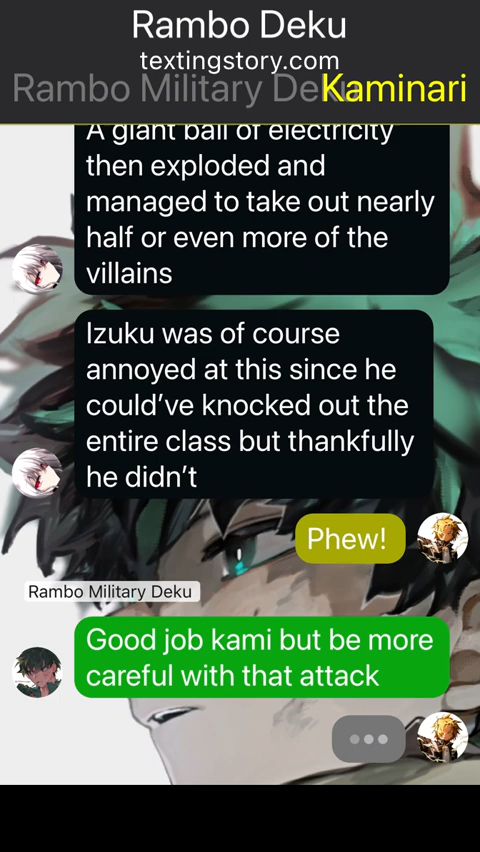 Rambo Deku
textingstory.com
Rambo Military Deku
Kaminari
A giant ball of electricity
then exploded and
managed to take out nearly
half or even more of the
villains
Izuku was of course
annoyed at this since he
could’ve knocked out the
entire class but thankfully
he didn’t
Phew!
Rambo Military Deku
Good job kami but be more
careful with that attack